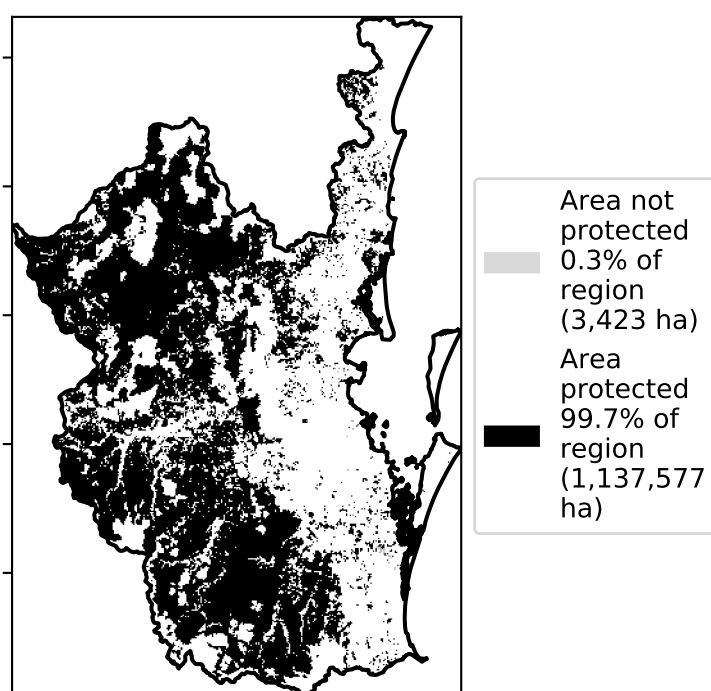 Area not
protected
0.3% of
region
(3,423 ha)
Area
protected
99.7% of
region
(1,137,577
ha)